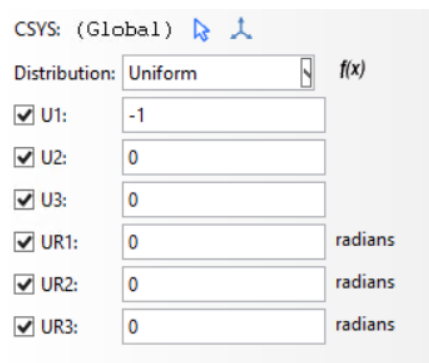 CSYS: (Global)
Distribution: Uniform f(x)
U1: -1
U2: 0
U3: 0
UR1: 0 radians
UR2: 0 radians
UR3: 0 radians